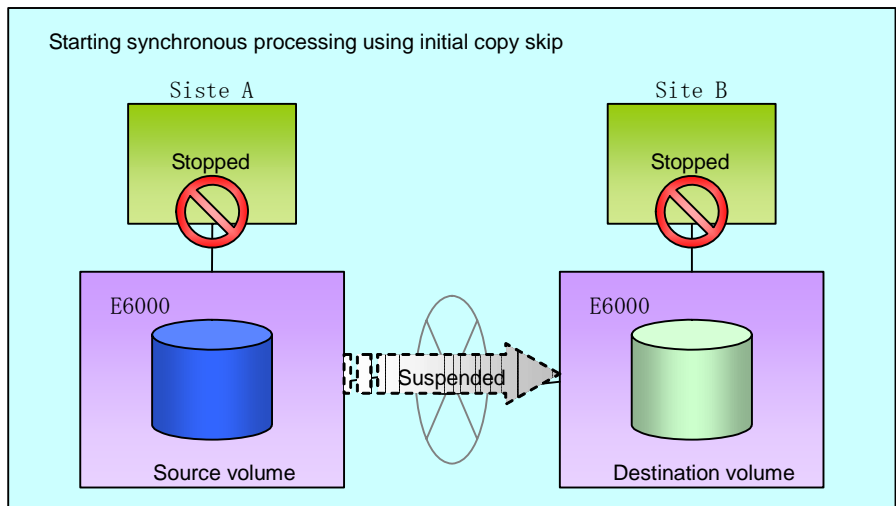 Starting synchronous processing using initial copy skip
Siste A
Site B
Stopped
Stopped
E6000
E6000
Suspended
Source volume
Destination volume